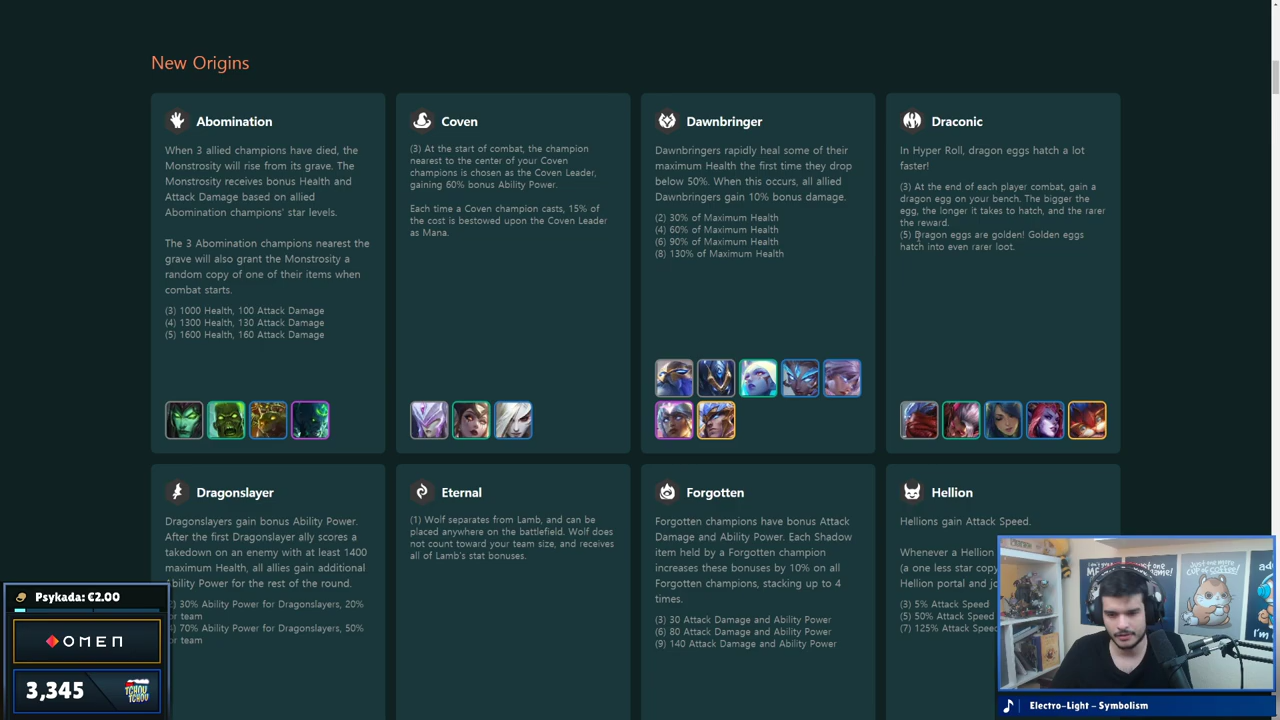 New Origins
Abomination
When 3 allied champions have died, the
Monstrosity will rise from its grave. The
Monstrosity receives bonus Health and
Attack Damage based on allied
Abomination champions' star levels.
The 3 Abomination champions nearest the
grave will also grant the Monstrosity a
random copy of one of their items when
combat starts.
(3) 1000 Health, 100 Attack Damage
(4) 1300 Health, 130 Attack Damage
(5) 1600 Health, 160 Attack Damage
Coven
(3) At the start of combat, the champion
nearest to the center of your Coven
champions is chosen as the Coven Leader,
gaining 60% bonus Ability Power.
Each time a Coven champion casts, 15% of
the cost is bestowed upon the Coven Leader
as Mana.
Dawnbringer
Dawnbringers rapidly heal some of their
maximum Health the first time they drop
below 50%. When this occurs, all allied
Dawnbringers gain 10% bonus damage.
(2) 30% of Maximum Health
(4) 60% of Maximum Health
(6) 90% of Maximum Health
(8) 130% of Maximum Health
Draconic
In Hyper Roll, dragon eggs hatch a lot
faster!
(3) At the end of each player combat, gain a
dragon egg on your bench. The bigger the
egg, the longer it takes to hatch, and the rarer
the reward.
(5) Dragon eggs are golden! Golden eggs
hatch into even rarer loot.
Dragonslayer
Dragonslayers gain bonus Ability Power.
After the first Dragonslayer ally scores a
takedown on an enemy with at least 1400
maximum Health, all allies gain additional
Ability Power for the rest of the round.
) 30% Ability Power for Dragonslayers, 20%
or team
) 70% Ability Power for Dragonslayers, 50%
or team
Eternal
(1) Wolf separates from Lamb, and can be
placed anywhere on the battlefield. Wolf does
not count toward your team size, and receives
all of Lamb's stat bonuses.
Forgotten
Forgotten champions have bonus Attack
Damage and Ability Power. Each Shadow
item held by a Forgotten champion
increases these bonuses by 10% on all
Forgotten champions, stacking up to 4
times.
(3) 30 Attack Damage and Ability Power
(6) 80 Attack Damage and Ability Power
(9) 140 Attack Damage and Ability Power
Hellion
Hellions gain Attack Speed.
Whenever a Hellion
(a one less star copy
Hellion portal and jo
(3) 5% Attack Speed
(5) 50% Attack Speed
(7) 125% Attack Speed
Psykada: €2.00
OMEN
3,345
TCHOU
TCHOU
Electro-Light - Symbolism